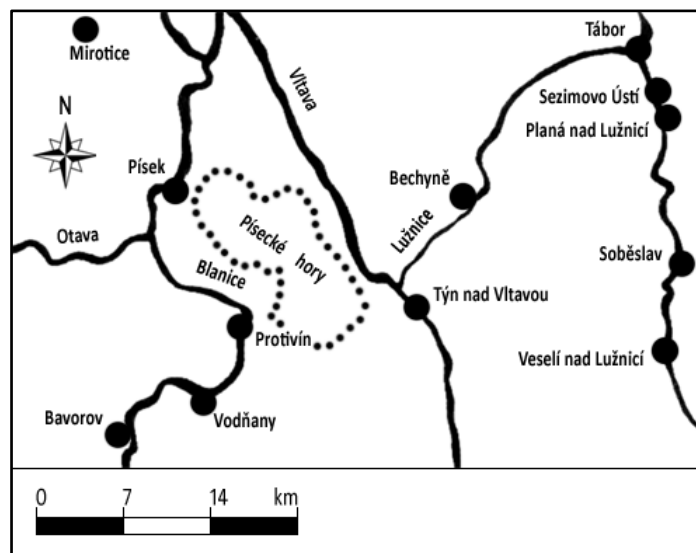 Tábor
Mirotice
Vltava
Sezimovo Ústí
N
Planá nad Lužnicí
Písek
Bechyně
Otava
Písecké hory
Lužnice
Blanice
Soběslav
Týn nad Vltavou
Protivín
Veselí nad Lužnicí
Bavorov
Vodňany
0 7 14 km